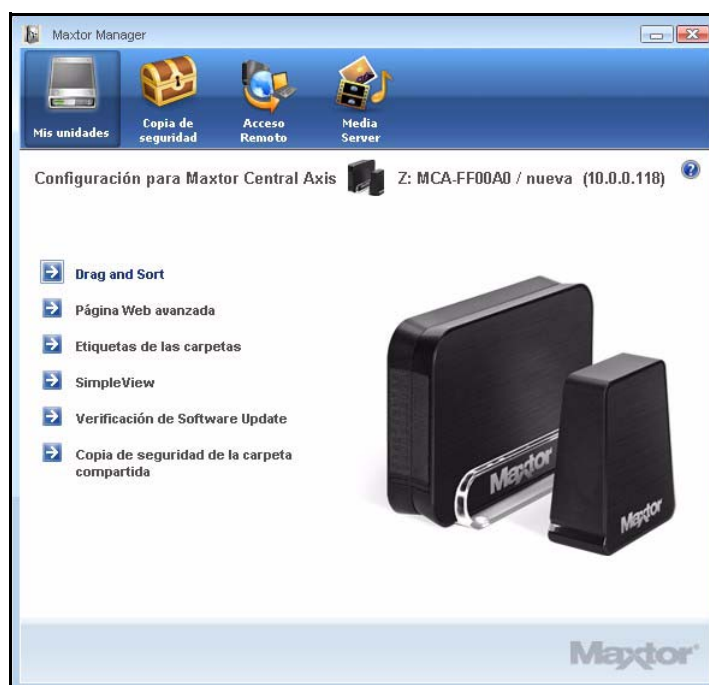 Maxtor Manager
Mis unidades
Copia de
seguridad
Acceso
Remoto
Media
Server
Configuración para Maxtor Central Axis Z: MCA-FF00A0 / nueva (10.0.0.118)
Drag and Sort
Página Web avanzada
Etiquetas de las carpetas
SimpleView
Verificación de Software Update
Copia de seguridad de la carpeta
compartida
Maxtor
Maxtor
Maxtor